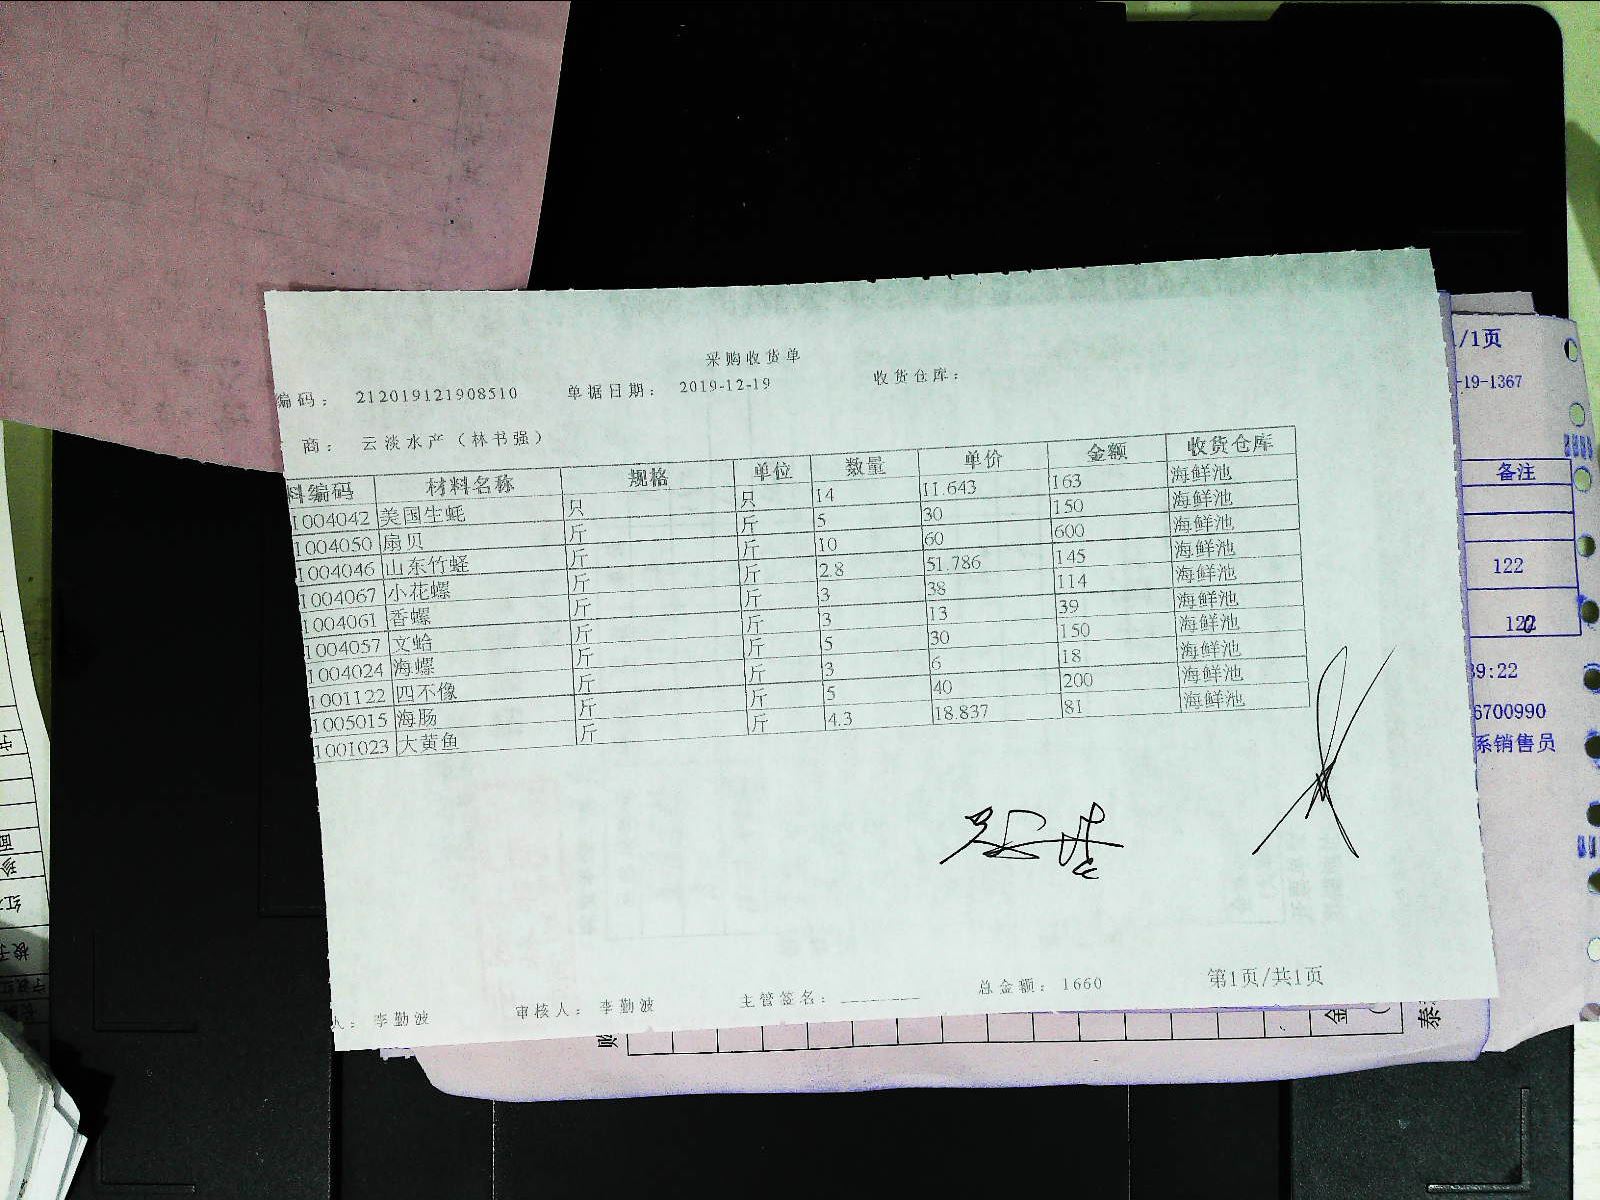 采购收货单
编码： 212019121908510 单据日期： 2019-12-19 收货仓库：
商： 云淡水产（林书强）
料编码 材料名称 规格 单位 数量 单价 金额 收货仓库
1004042 美国生蚝 只 只 14 11.643 163 海鲜池
1004050 扇贝 斤 斤 5 30 150 海鲜池
1004046 山东竹蛏 斤 斤 10 60 600 海鲜池
1004067 小花螺 斤 斤 2.8 51.786 145 海鲜池
1004061 香螺 斤 斤 3 38 114 海鲜池
1004057 文蛤 斤 斤 3 13 39 海鲜池
1004024 海螺 斤 斤 5 30 150 海鲜池
1001122 四不像 斤 斤 3 6 18 海鲜池
1005015 海肠 斤 斤 5 40 200 海鲜池
1001023 大黄鱼 斤 斤 4.3 18.837 81 海鲜池
人： 李勤波 审核人： 李勤波 主管签名： 总金额： 1660 第1页/共1页
/1页
-19-1367
备注
122
122
39:22
6700990
系销售员
金
泰